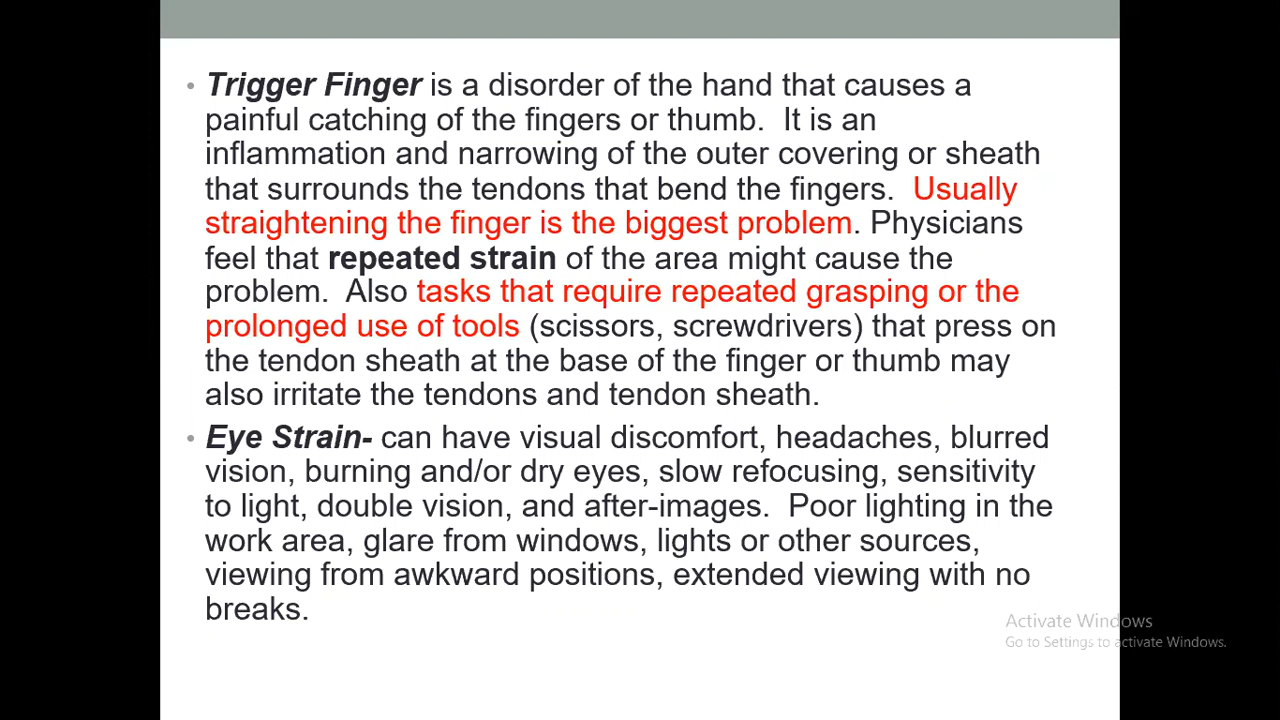 • Trigger Finger is a disorder of the hand that causes a
painful catching of the fingers or thumb.  It is an
inflammation and narrowing of the outer covering or sheath
that surrounds the tendons that bend the fingers.  Usually
straightening the finger is the biggest problem. Physicians
feel that repeated strain of the area might cause the
problem.  Also tasks that require repeated grasping or the
prolonged use of tools (scissors, screwdrivers) that press on
the tendon sheath at the base of the finger or thumb may
also irritate the tendons and tendon sheath.
• Eye Strain- can have visual discomfort, headaches, blurred
vision, burning and/or dry eyes, slow refocusing, sensitivity
to light, double vision, and after-images.  Poor lighting in the
work area, glare from windows, lights or other sources,
viewing from awkward positions, extended viewing with no
breaks.
Activate Windows
Go to Settings to activate Windows.